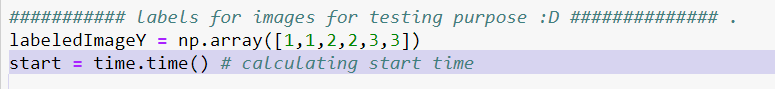 ########### labels for images for testing purpose :D ############## .
labeledImageY = np.array([1,1,2,2,3,3])
start = time.time() # calculating start time